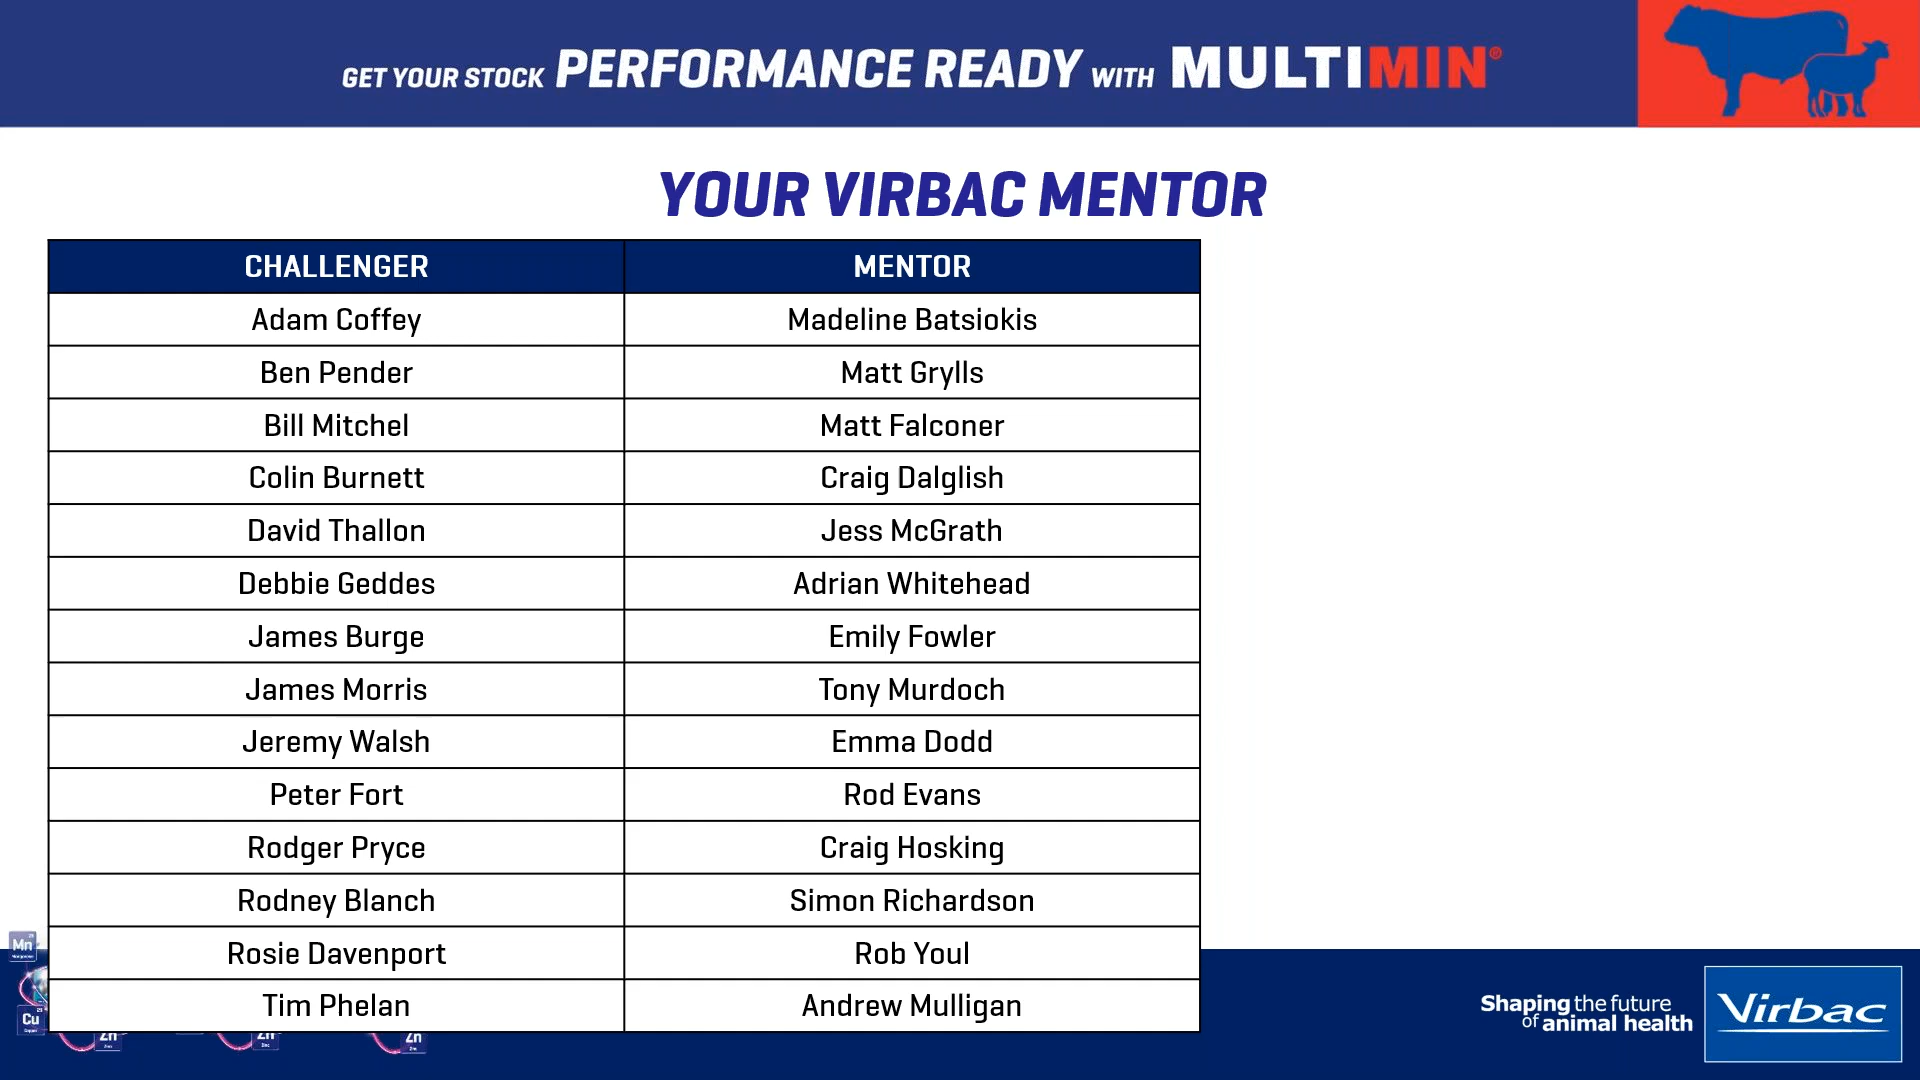 GET YOUR STOCK PERFORMANCE READY WITH MULTIMIN®
YOUR VIRBAC MENTOR
CHALLENGER MENTOR
Adam Coffey Madeline Batsiokis
Ben Pender Matt Grylls
Bill Mitchel Matt Falconer
Colin Burnett Craig Dalglish
David Thallon Jess McGrath
Debbie Geddes Adrian Whitehead
James Burge Emily Fowler
James Morris Tony Murdoch
Jeremy Walsh Emma Dodd
Peter Fort Rod Evans
Rodger Pryce Craig Hosking
Rodney Blanch Simon Richardson
Rosie Davenport Rob Youl
Tim Phelan Andrew Mulligan
Mn
Cu
Zn Zn Zn
Shaping the future
of animal health
Virbac